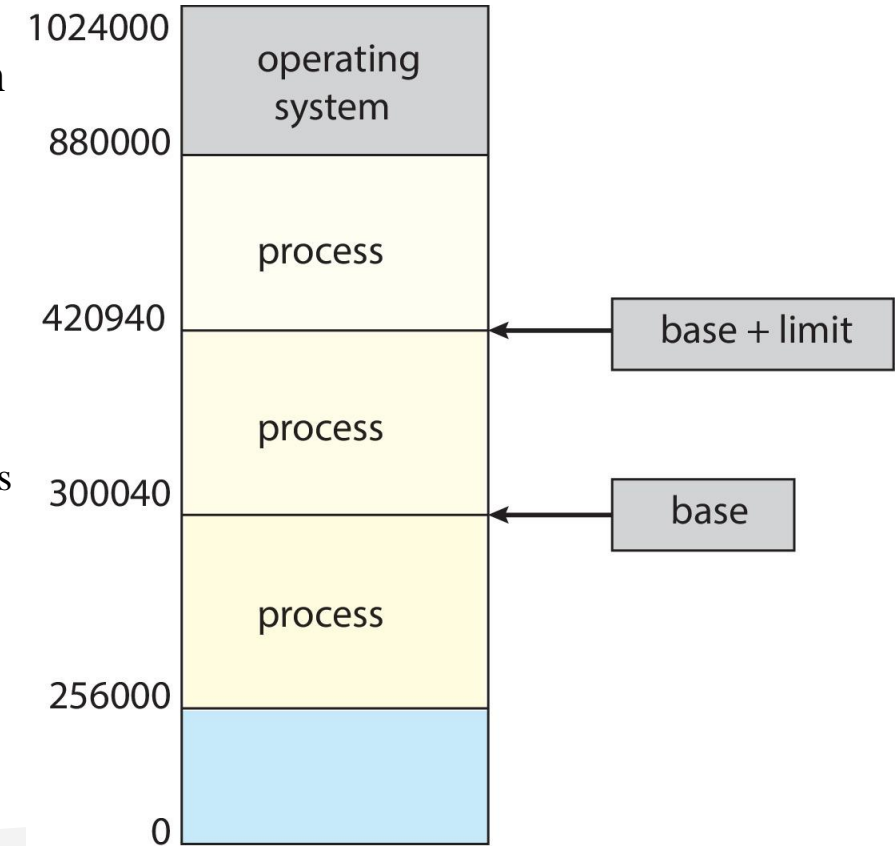 1024000
operating
system
n
880000
process
420940
base + limit
process
s
300040
base
process
256000
0